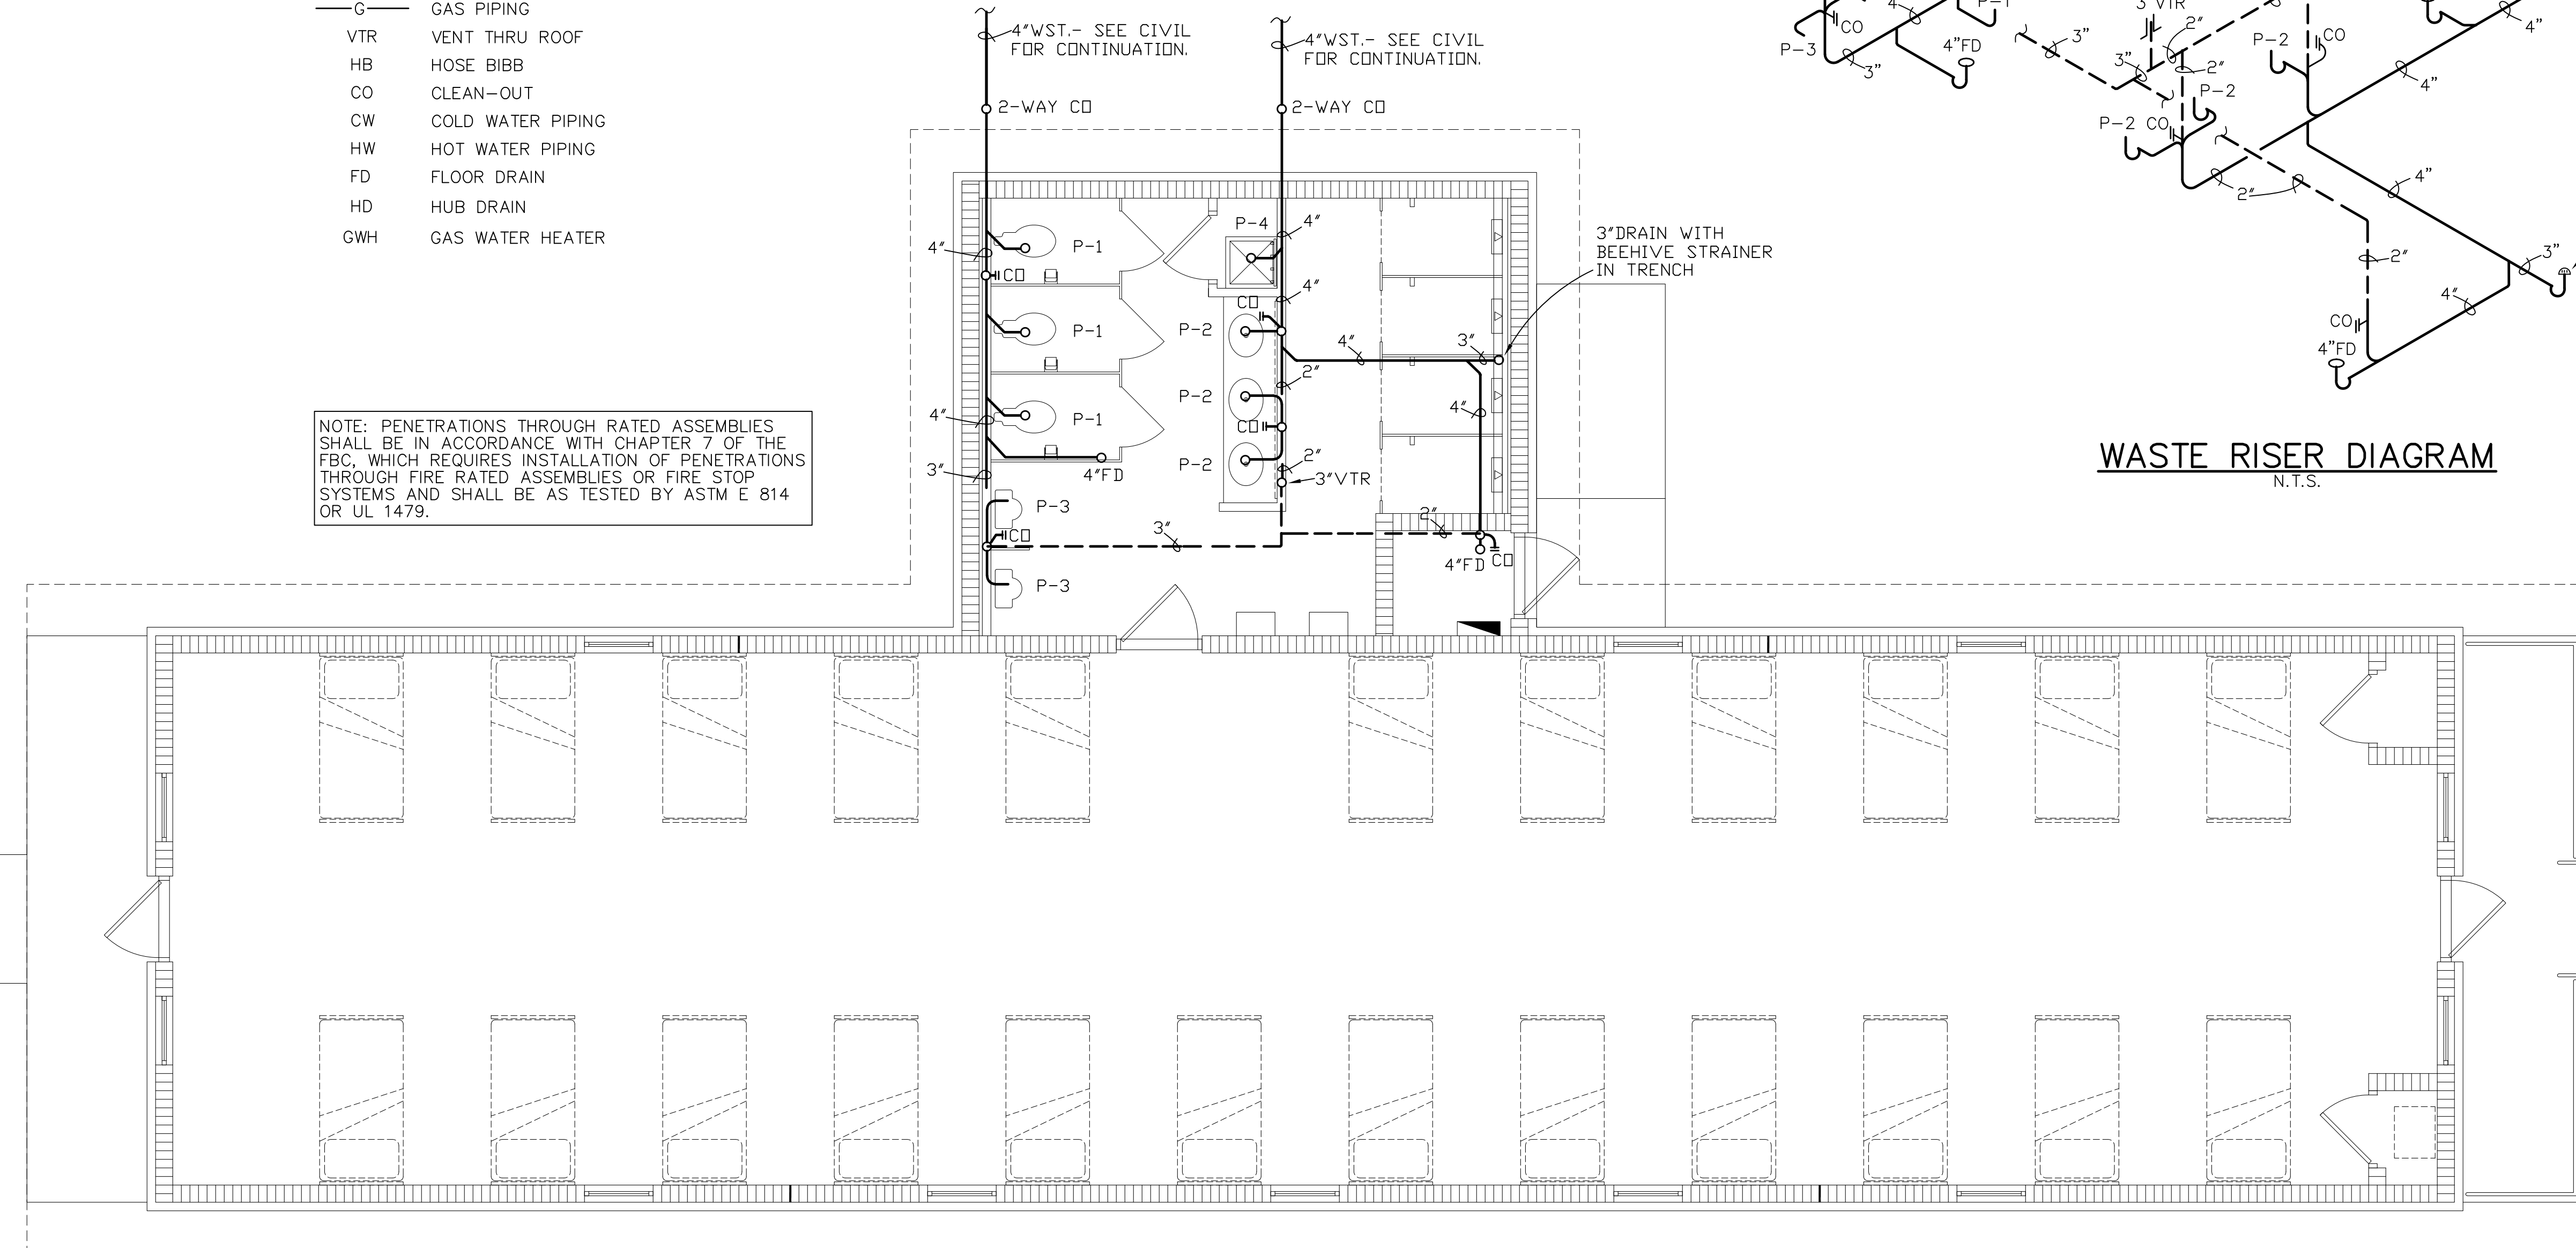 G GAS PIPING
VTR VENT THRU ROOF
HB HOSE BIBB
CO CLEAN-OUT
CW COLD WATER PIPING
HW HOT WATER PIPING
FD FLOOR DRAIN
HD HUB DRAIN
GWH GAS WATER HEATER
NOTE: PENETRATIONS THROUGH RATED ASSEMBLIES
SHALL BE IN ACCORDANCE WITH CHAPTER 7 OF THE
FBC, WHICH REQUIRES INSTALLATION OF PENETRATIONS
THROUGH FIRE RATED ASSEMBLIES OR FIRE STOP
SYSTEMS AND SHALL BE AS TESTED BY ASTM E 814
OR UL 1479.
4"WST.- SEE CIVIL
FOR CONTINUATION.
4"WST.- SEE CIVIL
FOR CONTINUATION.
2-WAY CO
2-WAY CO
4"
CO
P-1
P-1
4"
P-1
3"
4"FD
P-3
CO
P-3
3"
P-4
4"
4"
CO
P-2
P-2
2"
CO
P-2
2"
3"VTR
4"
3"
4"
2"
4"FD
CO
3"DRAIN WITH
BEEHIVE STRAINER
IN TRENCH
CO
P-3
3"
4"
P-1
4"FD
3"
3"VTR
2"
3"
2"
P-2
P-2
CO
P-2
CO
4"
4"
2"
4"
2"
3"
4"
CO
4"FD
WASTE RISER DIAGRAM
N.T.S.